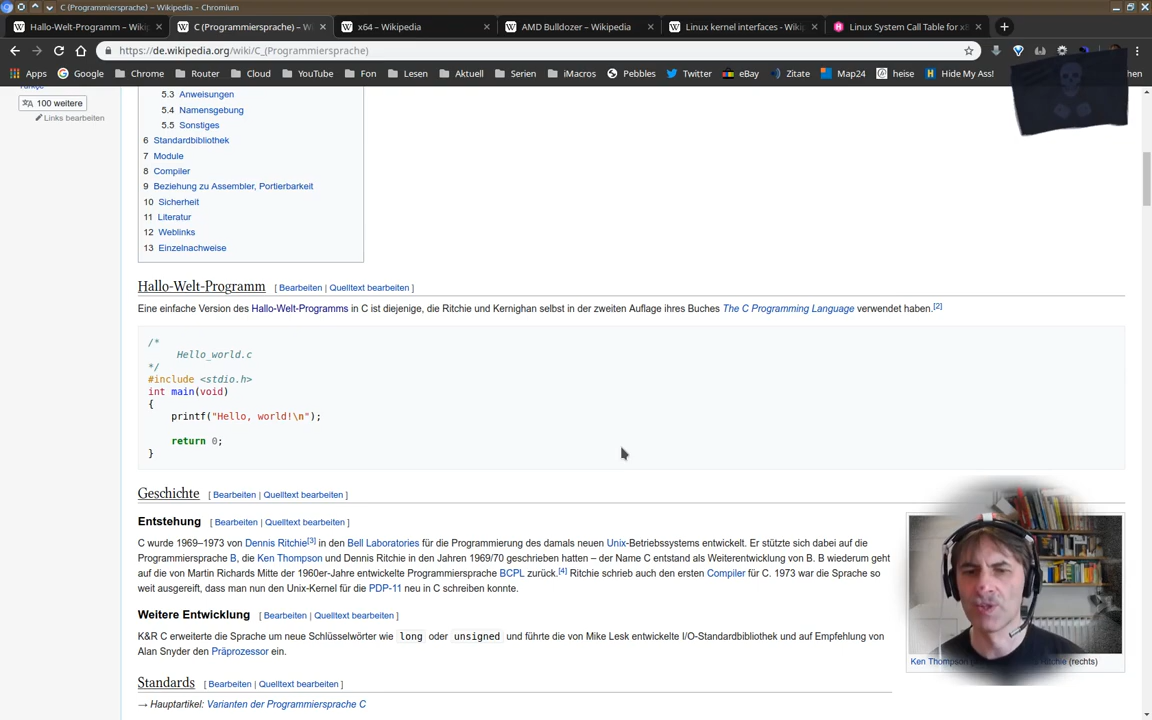 C (Programmiersprache) – Wikipedia – Chromium
Hallo-Welt-Programm – Wiki
C (Programmiersprache) – W
x64 – Wikipedia
AMD Bulldozer – Wikipedia
Linux kernel interfaces - Wiki
Linux System Call Table for x8
https://de.wikipedia.org/wiki/C_(Programmiersprache)
Apps Google Chrome Router Cloud YouTube Fon Lesen Aktuell Serien iMacros Pebbles Twitter eBay Zitate Map24 heise Hide My Ass!
Türkçe
100 weitere
Links bearbeiten
5.3 Anweisungen
5.4 Namensgebung
5.5 Sonstiges
6 Standardbibliothek
7 Module
8 Compiler
9 Beziehung zu Assembler, Portierbarkeit
10 Sicherheit
11 Literatur
12 Weblinks
13 Einzelnachweise
Hallo-Welt-Programm [ Bearbeiten | Quelltext bearbeiten ]
Eine einfache Version des Hallo-Welt-Programms in C ist diejenige, die Ritchie und Kernighan selbst in der zweiten Auflage ihres Buches The C Programming Language verwendet haben.[2]
/*
Hello_world.c
*/
#include <stdio.h>
int main(void)
{
printf("Hello, world!\n");
return 0;
}
Geschichte [ Bearbeiten | Quelltext bearbeiten ]
Entstehung [ Bearbeiten | Quelltext bearbeiten ]
C wurde 1969–1973 von Dennis Ritchie[3] in den Bell Laboratories für die Programmierung des damals neuen Unix-Betriebssystems entwickelt. Er stützte sich dabei auf die
Programmiersprache B, die Ken Thompson und Dennis Ritchie in den Jahren 1969/70 geschrieben hatten – der Name C entstand als Weiterentwicklung von B. B wiederum geht
auf die von Martin Richards Mitte der 1960er-Jahre entwickelte Programmiersprache BCPL zurück.[4] Ritchie schrieb auch den ersten Compiler für C. 1973 war die Sprache so
weit ausgereift, dass man nun den Unix-Kernel für die PDP-11 neu in C schreiben konnte.
Weitere Entwicklung [ Bearbeiten | Quelltext bearbeiten ]
K&R C erweiterte die Sprache um neue Schlüsselwörter wie long oder unsigned und führte die von Mike Lesk entwickelte I/O-Standardbibliothek und auf Empfehlung von
Alan Snyder den Präprozessor ein.
Ken Thompson Ritchie (rechts)
Standards [ Bearbeiten | Quelltext bearbeiten ]
→ Hauptartikel: Varianten der Programmiersprache C